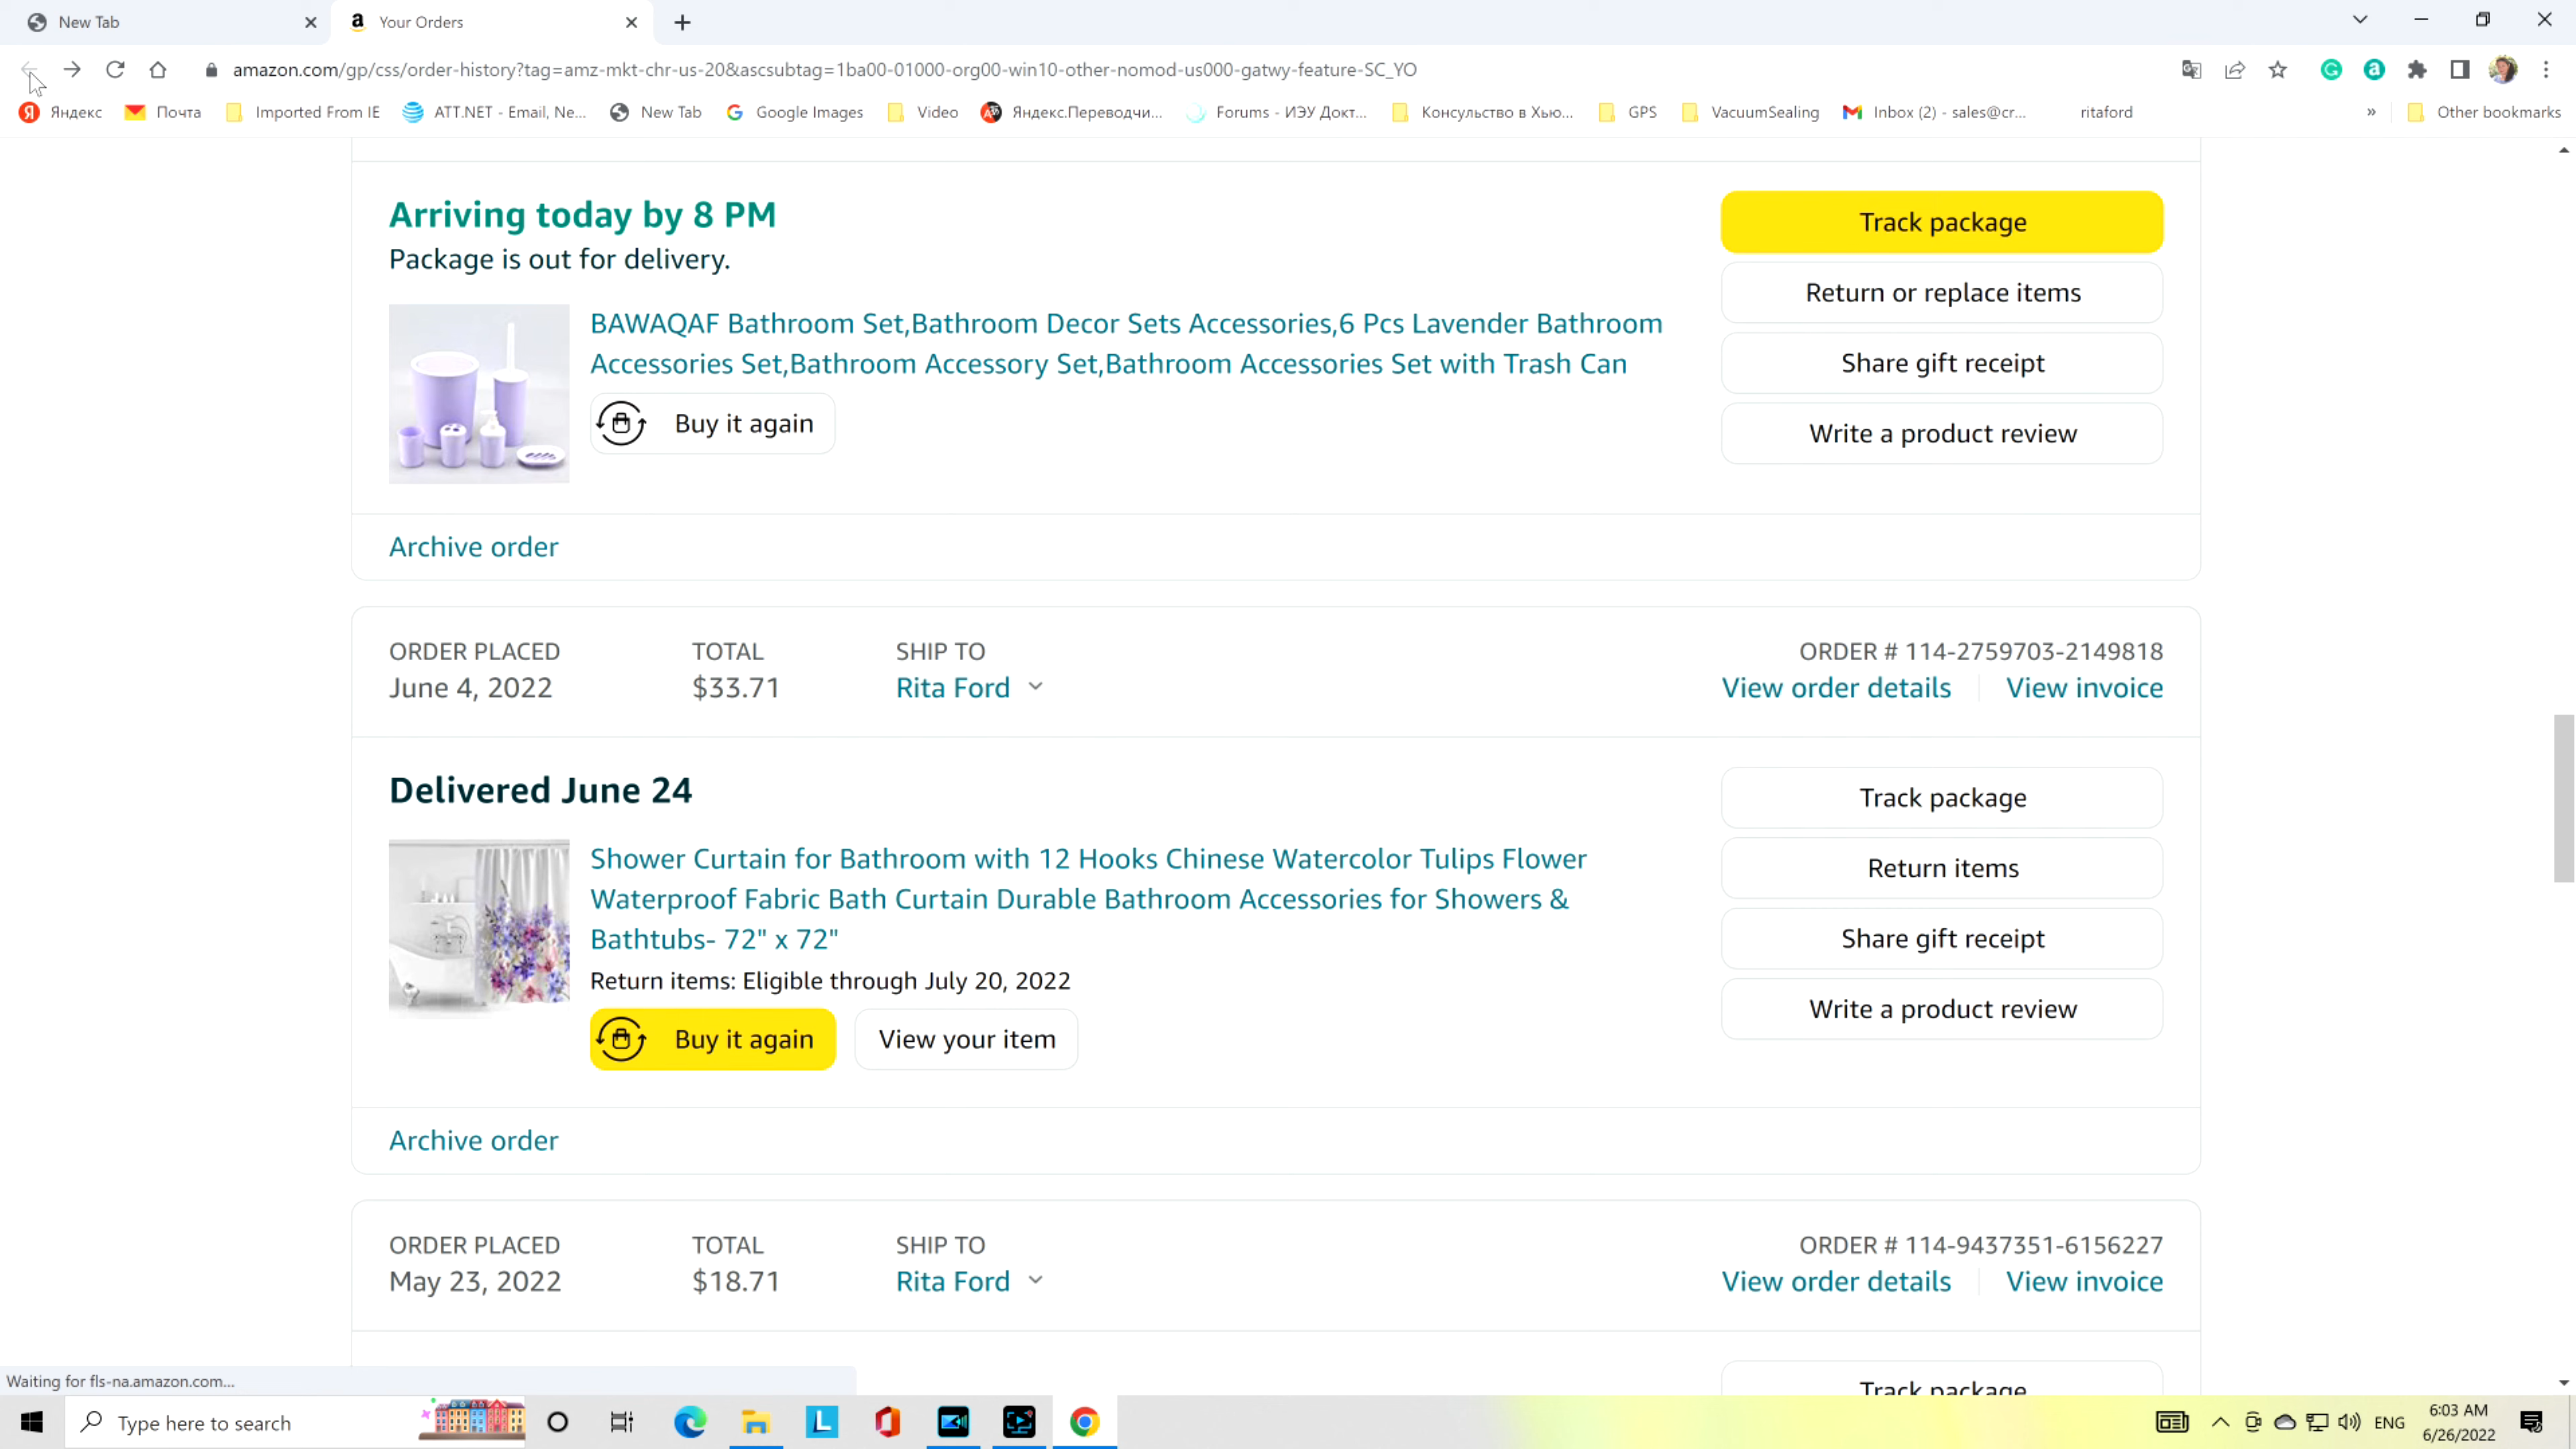 New Tab
Your Orders
amazon.com/gp/css/order-history?tag=amz-mkt-chr-us-20&ascsubtag=1ba00-01000-org00-win10-other-nomod-us000-gatwy-feature-SC_YO
Яндекс Почта Imported From IE ATT.NET - Email, Ne... New Tab Google Images Video Яндекс.Переводчи... Forums - ИЭУ Докт... Консульство в Хью... GPS VacuumSealing Inbox (2) - sales@cr... ritaford » Other bookmarks
Arriving today by 8 PM
Package is out for delivery.
BAWAQAF Bathroom Set,Bathroom Decor Sets Accessories,6 Pcs Lavender Bathroom
Accessories Set,Bathroom Accessory Set,Bathroom Accessories Set with Trash Can
Buy it again
Track package
Return or replace items
Share gift receipt
Write a product review
Archive order
ORDER PLACED TOTAL SHIP TO ORDER # 114-2759703-2149818
June 4, 2022 $33.71 Rita Ford View order details View invoice
Delivered June 24
Shower Curtain for Bathroom with 12 Hooks Chinese Watercolor Tulips Flower
Waterproof Fabric Bath Curtain Durable Bathroom Accessories for Showers &
Bathtubs- 72" x 72"
Return items: Eligible through July 20, 2022
Buy it again View your item
Track package
Return items
Share gift receipt
Write a product review
Archive order
ORDER PLACED TOTAL SHIP TO ORDER # 114-9437351-6156227
May 23, 2022 $18.71 Rita Ford View order details View invoice
Track package
Waiting for fls-na.amazon.com...
Type here to search
ENG
6:03 AM
6/26/2022